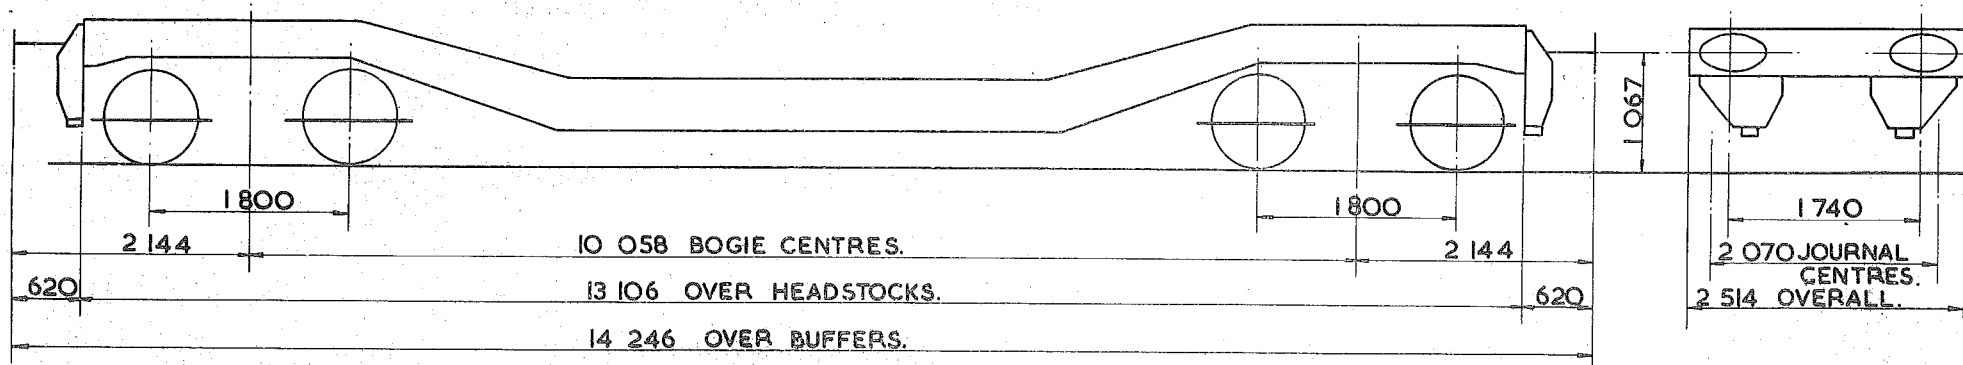 1 067
1 800
1 800
1 740
2 144
10 058 BOGIE CENTRES.
2 144
2 070 JOURNAL
CENTRES.
620
13 106 OVER HEADSTOCKS.
620
2 514 OVERALL.
14 246 OVER BUFFERS.